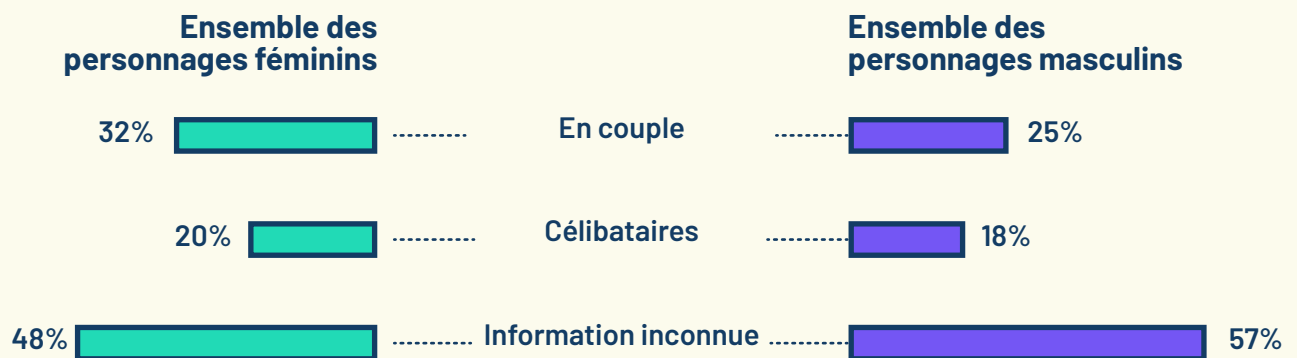 Ensemble des
personnages féminins
Ensemble des
personnages masculins
32% En couple 25%
20% Célibataires 18%
48% Information inconnue 57%